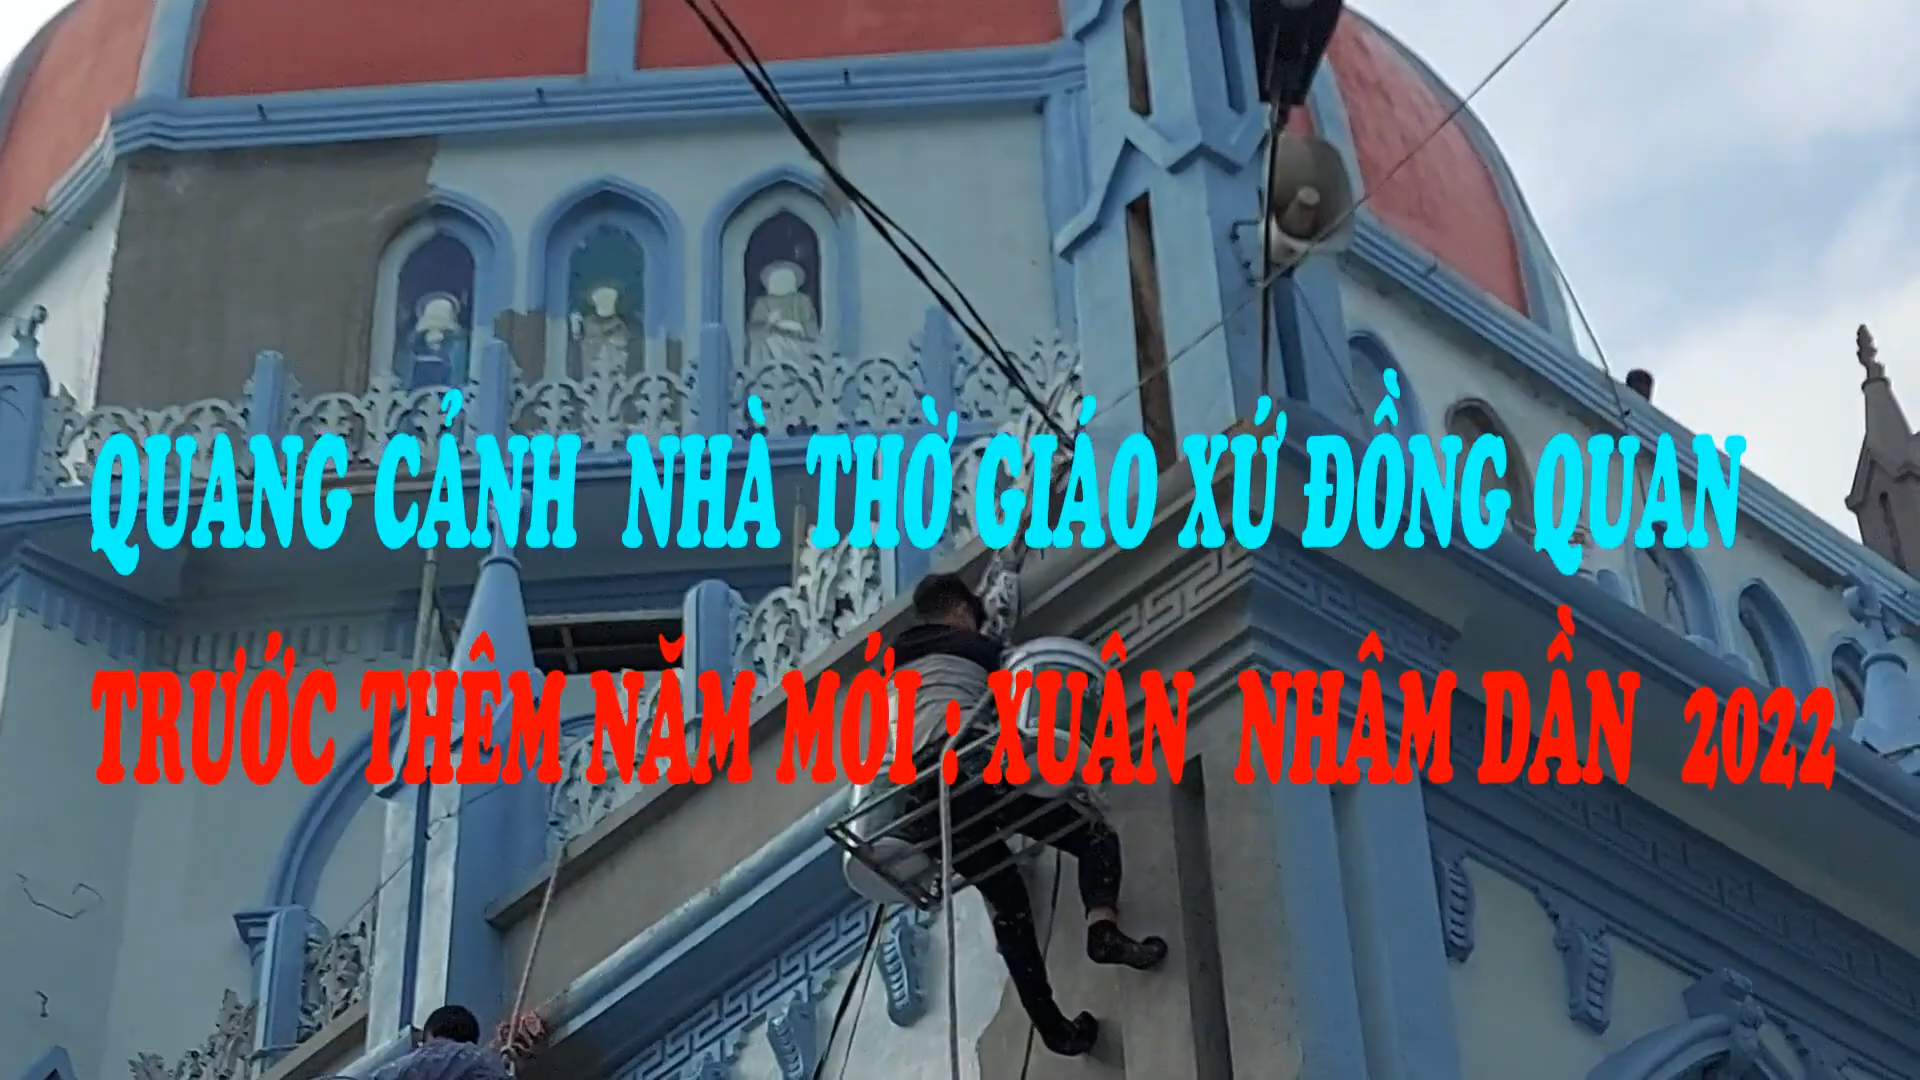 QUANG CẢNH NHÀ THỜ GIÁO XỨ ĐỒNG QUAN
TRƯỚC THÊM NĂM MỚI : XUÂN NHÂM DẦN 2022